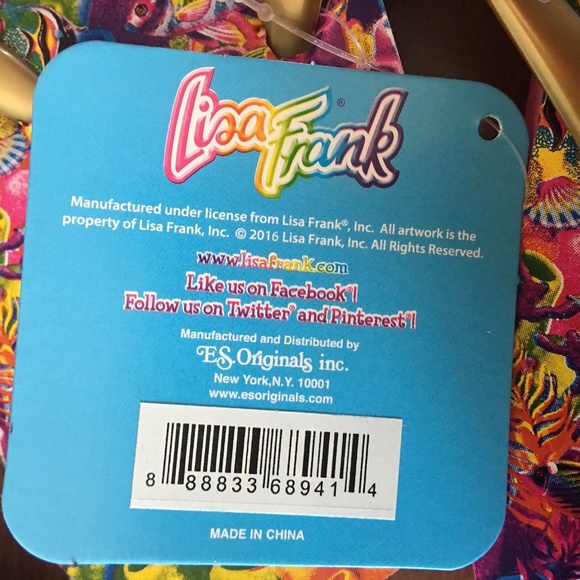 Lisa Frank®
Manufactured under license from Lisa Frank®, Inc. All artwork is the
property of Lisa Frank, Inc. © 2016 Lisa Frank, Inc. All Rights Reserved.
www.lisafrank.com
Like us on Facebook®!
Follow us on Twitter® and Pinterest®!
Manufactured and Distributed by
E.S. Originals inc.
New York, N.Y. 10001
www.esoriginals.com
8 88833 68941 4
MADE IN CHINA